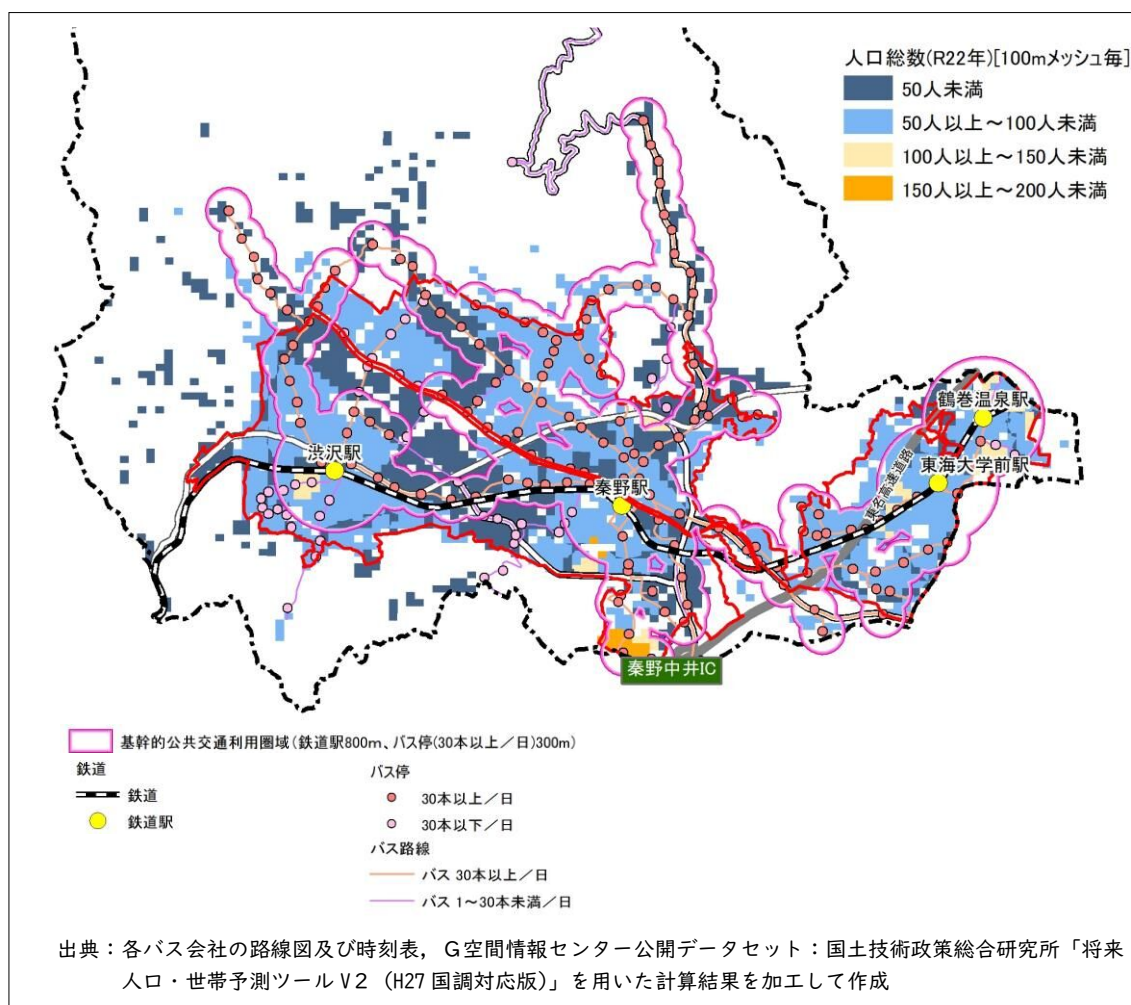 人口総数(R22年)[100mメッシュ毎]
50人未満
50人以上～100人未満
100人以上～150人未満
150人以上～200人未満
鶴巻温泉駅
渋沢駅
東海大学前駅
秦野駅
東名高速道路
秦野中井IC
基幹的公共交通利用圏域(鉄道駅800m、バス停(30本以上/日)300m)
鉄道
鉄道
鉄道駅
バス停
30本以上/日
30本以下/日
バス路線
バス 30本以上/日
バス 1～30本未満/日
出典：各バス会社の路線図及び時刻表，G空間情報センター公開データセット：国土技術政策総合研究所「将来
人口・世帯予測ツールV2（H27国調対応版）」を用いた計算結果を加工して作成